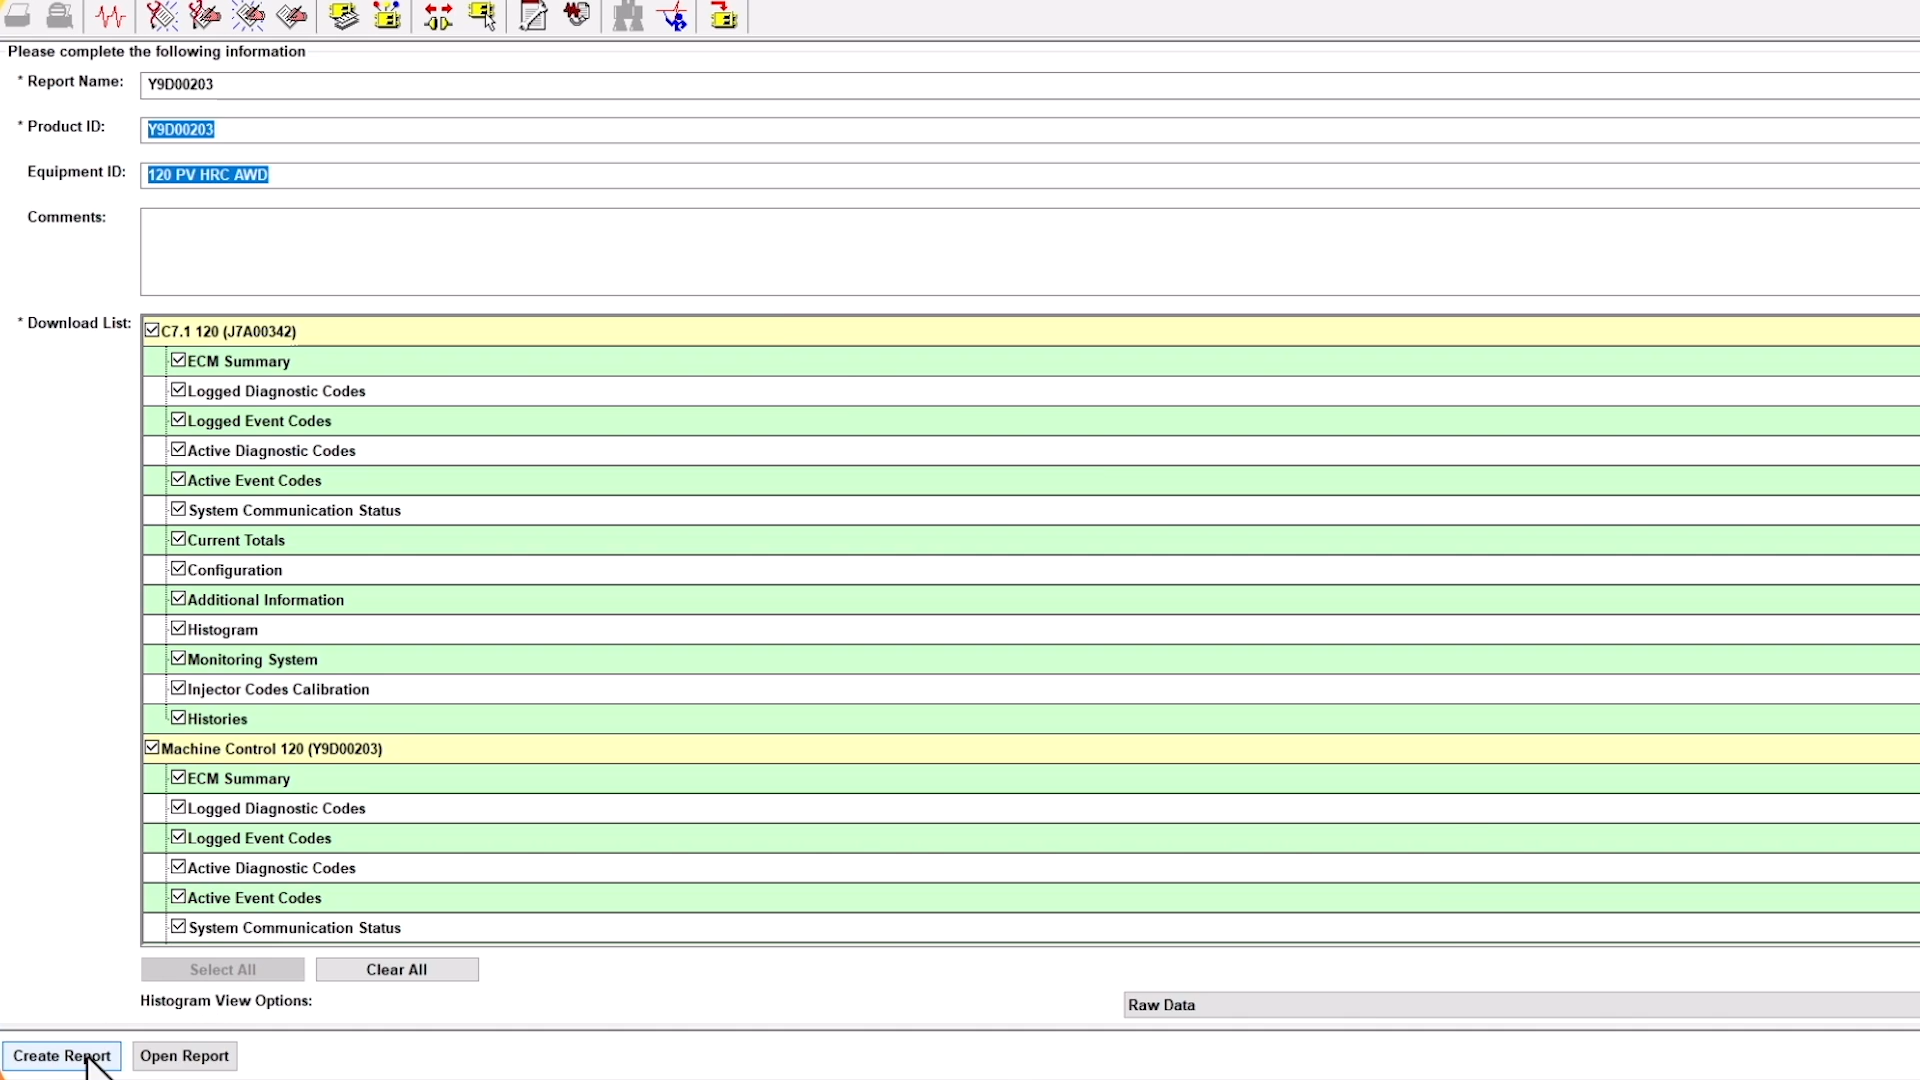 Please complete the following information
* Report Name: Y9D00203
* Product ID: Y9D00203
Equipment ID: 120 PV HRC AWD
Comments:
* Download List:
C7.1 120 (J7A00342)
ECM Summary
Logged Diagnostic Codes
Logged Event Codes
Active Diagnostic Codes
Active Event Codes
System Communication Status
Current Totals
Configuration
Additional Information
Histogram
Monitoring System
Injector Codes Calibration
Histories
Machine Control 120 (Y9D00203)
ECM Summary
Logged Diagnostic Codes
Logged Event Codes
Active Diagnostic Codes
Active Event Codes
System Communication Status
Select All Clear All
Histogram View Options: Raw Data
Create Report Open Report